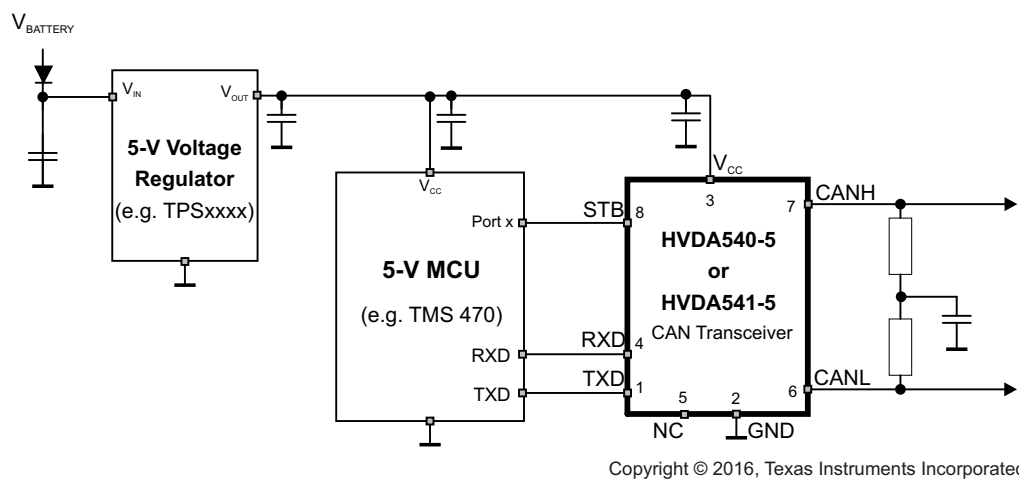 VBATTERY
VIN
VOUT
5-V Voltage
Regulator
(e.g. TPSxxxx)
VCC
Port x
5-V MCU
(e.g. TMS 470)
RXD
TXD
STB
RXD
TXD
VCC
3
8
7
CANH
HVDA540-5
or
HVDA541-5
CAN Transceiver
4
1
5
2
6
CANL
NC
GND
Copyright © 2016, Texas Instruments Incorporated